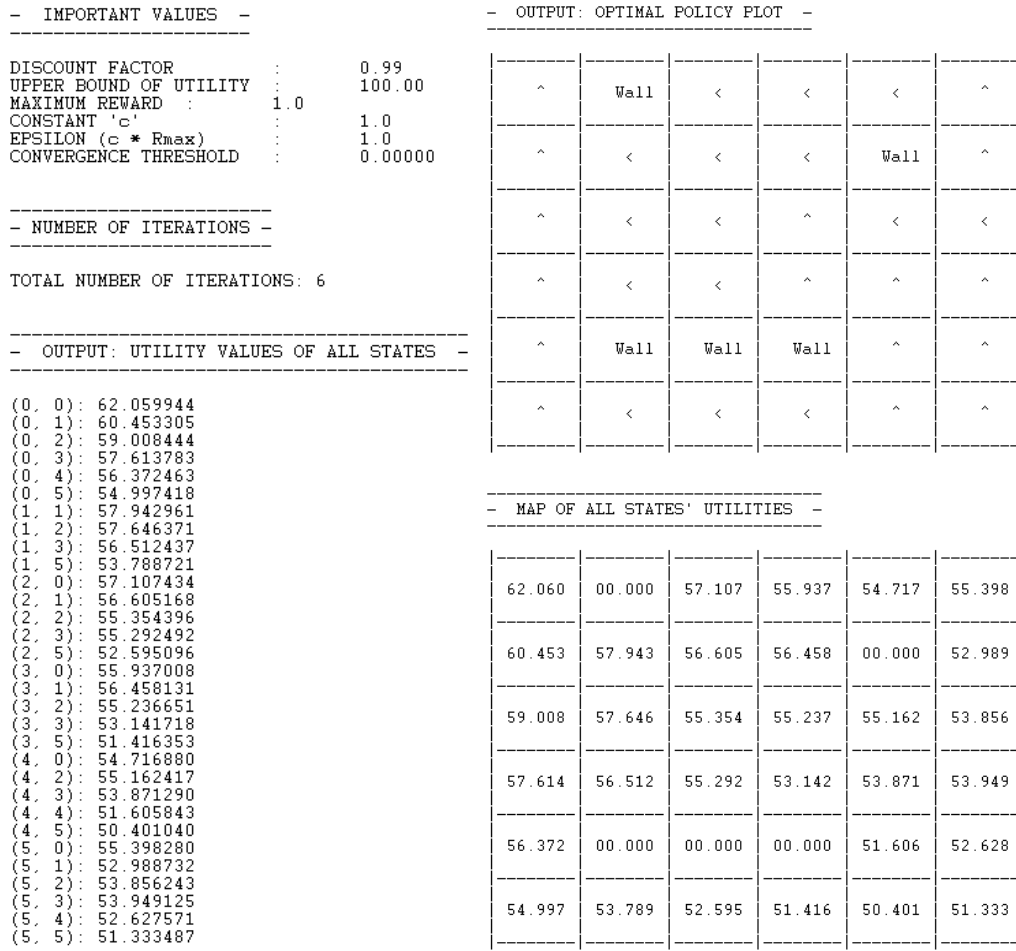 - IMPORTANT VALUES -
DISCOUNT FACTOR : 0.99
UPPER BOUND OF UTILITY : 100.00
MAXIMUM REWARD : 1.0
CONSTANT 'c' : 1.0
EPSILON (c * Rmax) : 1.0
CONVERGENCE THRESHOLD : 0.00000
- NUMBER OF ITERATIONS -
TOTAL NUMBER OF ITERATIONS: 6
- OUTPUT: UTILITY VALUES OF ALL STATES -
(0, 0): 62.059944
(0, 1): 60.453305
(0, 2): 59.008444
(0, 3): 57.613783
(0, 4): 56.372463
(0, 5): 54.997418
(1, 1): 57.942961
(1, 2): 57.646371
(1, 3): 56.512437
(1, 5): 53.788721
(2, 0): 57.107434
(2, 1): 56.605168
(2, 2): 55.354396
(2, 3): 55.292492
(2, 5): 52.595096
(3, 0): 55.937008
(3, 1): 56.458131
(3, 2): 55.236651
(3, 3): 53.141718
(3, 5): 51.416353
(4, 0): 54.716880
(4, 2): 55.162417
(4, 3): 53.871290
(4, 4): 51.605843
(4, 5): 50.401040
(5, 0): 55.398280
(5, 1): 52.988732
(5, 2): 53.856243
(5, 3): 53.949125
(5, 4): 52.627571
(5, 5): 51.333487
- OUTPUT: OPTIMAL POLICY PLOT -
^ Wall < < < ^
^ < < < Wall ^
^ < < ^ < <
^ < < ^ ^ ^
^ Wall Wall Wall ^ ^
^ < < < ^ ^
- MAP OF ALL STATES' UTILITIES -
62.060 00.000 57.107 55.937 54.717 55.398
60.453 57.943 56.605 56.458 00.000 52.989
59.008 57.646 55.354 55.237 55.162 53.856
57.614 56.512 55.292 53.142 53.871 53.949
56.372 00.000 00.000 00.000 51.606 52.628
54.997 53.789 52.595 51.416 50.401 51.333